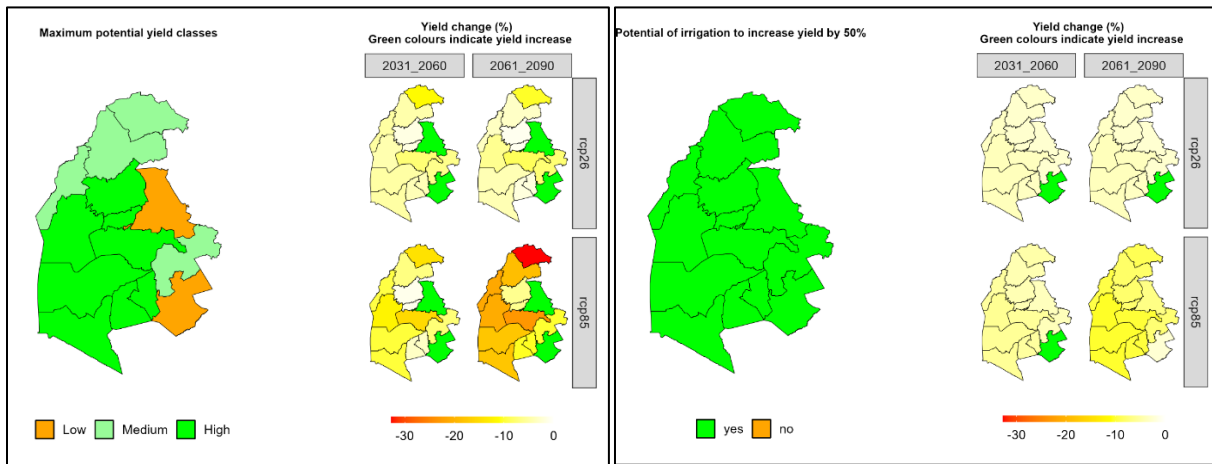 Maximum potential yield classes
Yield change (%)
Green colours indicate yield increase
2031_2060
2061_2090
rcp26
rcp85
Low
Medium
High
-30
-20
-10
0
Potential of irrigation to increase yield by 50%
Yield change (%)
Green colours indicate yield increase
2031_2060
2061_2090
rcp26
rcp85
yes
no
-30
-20
-10
0